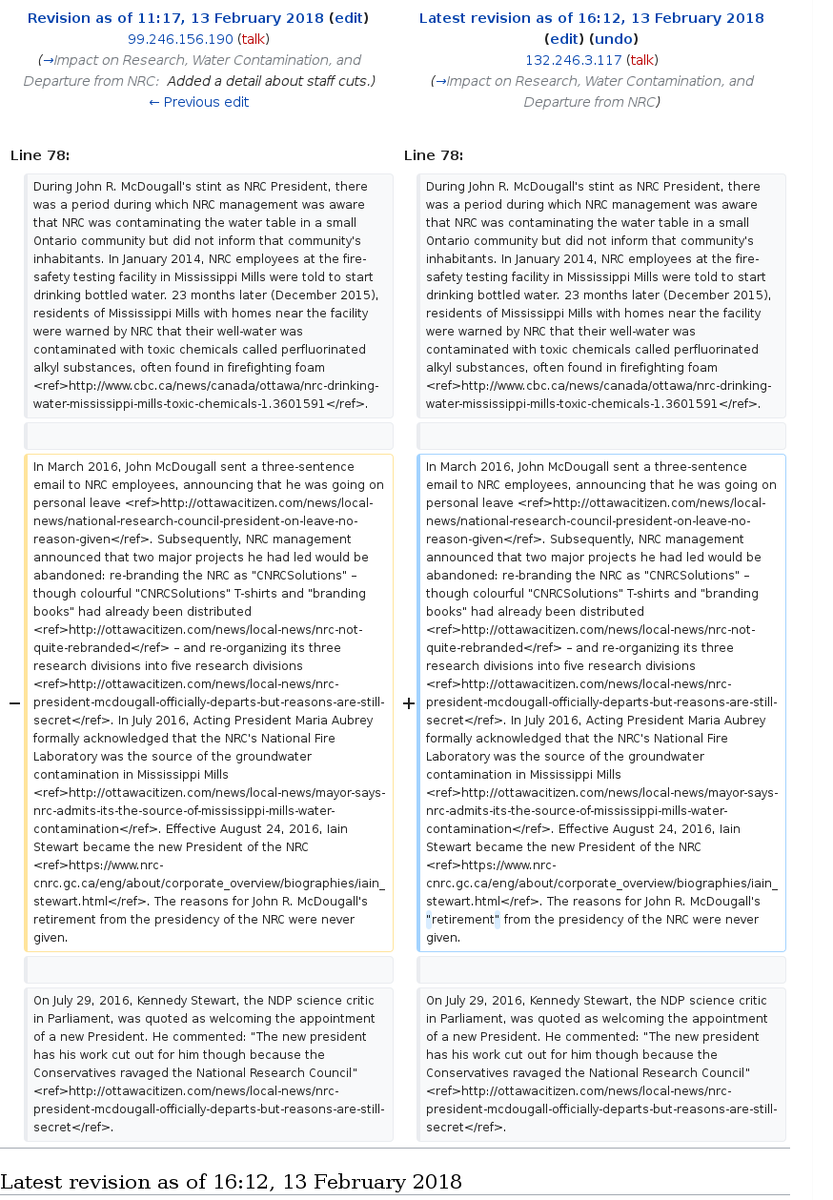 Revision as of 11:17, 13 February 2018 (edit)
99.246.156.190 (talk)
(→Impact on Research, Water Contamination, and
Departure from NRC: Added a detail about staff cuts.)
← Previous edit
Latest revision as of 16:12, 13 February 2018
(edit) (undo)
132.246.3.117 (talk)
(→Impact on Research, Water Contamination, and
Departure from NRC)
Line 78:
Line 78:
During John R. McDougall's stint as NRC President, there
was a period during which NRC management was aware
that NRC was contaminating the water table in a small
Ontario community but did not inform that community's
inhabitants. In January 2014, NRC employees at the fire-
safety testing facility in Mississippi Mills were told to start
drinking bottled water. 23 months later (December 2015),
residents of Mississippi Mills with homes near the facility
were warned by NRC that their well-water was
contaminated with toxic chemicals called perfluorinated
alkyl substances, often found in firefighting foam
<ref>http://www.cbc.ca/news/canada/ottawa/nrc-drinking-
water-mississippi-mills-toxic-chemicals-1.3601591</ref>.
During John R. McDougall's stint as NRC President, there
was a period during which NRC management was aware
that NRC was contaminating the water table in a small
Ontario community but did not inform that community's
inhabitants. In January 2014, NRC employees at the fire-
safety testing facility in Mississippi Mills were told to start
drinking bottled water. 23 months later (December 2015),
residents of Mississippi Mills with homes near the facility
were warned by NRC that their well-water was
contaminated with toxic chemicals called perfluorinated
alkyl substances, often found in firefighting foam
<ref>http://www.cbc.ca/news/canada/ottawa/nrc-drinking-
water-mississippi-mills-toxic-chemicals-1.3601591</ref>.
−
In March 2016, John McDougall sent a three-sentence
email to NRC employees, announcing that he was going on
personal leave <ref>http://ottawacitizen.com/news/local-
news/national-research-council-president-on-leave-no-
reason-given</ref>. Subsequently, NRC management
announced that two major projects he had led would be
abandoned: re-branding the NRC as "CNRCSolutions" –
though colourful "CNRCSolutions" T-shirts and "branding
books" had already been distributed
<ref>http://ottawacitizen.com/news/local-news/nrc-not-
quite-rebranded</ref> – and re-organizing its three
research divisions into five research divisions
<ref>http://ottawacitizen.com/news/local-news/nrc-
president-mcdougall-officially-departs-but-reasons-are-still-
secret</ref>. In July 2016, Acting President Maria Aubrey
formally acknowledged that the NRC's National Fire
Laboratory was the source of the groundwater
contamination in Mississippi Mills
<ref>http://ottawacitizen.com/news/local-news/mayor-says-
nrc-admits-its-the-source-of-mississippi-mills-water-
contamination</ref>. Effective August 24, 2016, Iain
Stewart became the new President of the NRC
<ref>https://www.nrc-
cnrc.gc.ca/eng/about/corporate_overview/biographies/iain_
stewart.html</ref>. The reasons for John R. McDougall's
retirement from the presidency of the NRC were never
given.
+
In March 2016, John McDougall sent a three-sentence
email to NRC employees, announcing that he was going on
personal leave <ref>http://ottawacitizen.com/news/local-
news/national-research-council-president-on-leave-no-
reason-given</ref>. Subsequently, NRC management
announced that two major projects he had led would be
abandoned: re-branding the NRC as "CNRCSolutions" –
though colourful "CNRCSolutions" T-shirts and "branding
books" had already been distributed
<ref>http://ottawacitizen.com/news/local-news/nrc-not-
quite-rebranded</ref> – and re-organizing its three
research divisions into five research divisions
<ref>http://ottawacitizen.com/news/local-news/nrc-
president-mcdougall-officially-departs-but-reasons-are-still-
secret</ref>. In July 2016, Acting President Maria Aubrey
formally acknowledged that the NRC's National Fire
Laboratory was the source of the groundwater
contamination in Mississippi Mills
<ref>http://ottawacitizen.com/news/local-news/mayor-says-
nrc-admits-its-the-source-of-mississippi-mills-water-
contamination</ref>. Effective August 24, 2016, Iain
Stewart became the new President of the NRC
<ref>https://www.nrc-
cnrc.gc.ca/eng/about/corporate_overview/biographies/iain_
stewart.html</ref>. The reasons for John R. McDougall's
"retirement" from the presidency of the NRC were never
given.
On July 29, 2016, Kennedy Stewart, the NDP science critic
in Parliament, was quoted as welcoming the appointment
of a new President. He commented: "The new president
has his work cut out for him though because the
Conservatives ravaged the National Research Council"
<ref>http://ottawacitizen.com/news/local-news/nrc-
president-mcdougall-officially-departs-but-reasons-are-still-
secret</ref>.
On July 29, 2016, Kennedy Stewart, the NDP science critic
in Parliament, was quoted as welcoming the appointment
of a new President. He commented: "The new president
has his work cut out for him though because the
Conservatives ravaged the National Research Council"
<ref>http://ottawacitizen.com/news/local-news/nrc-
president-mcdougall-officially-departs-but-reasons-are-still-
secret</ref>.
Latest revision as of 16:12, 13 February 2018